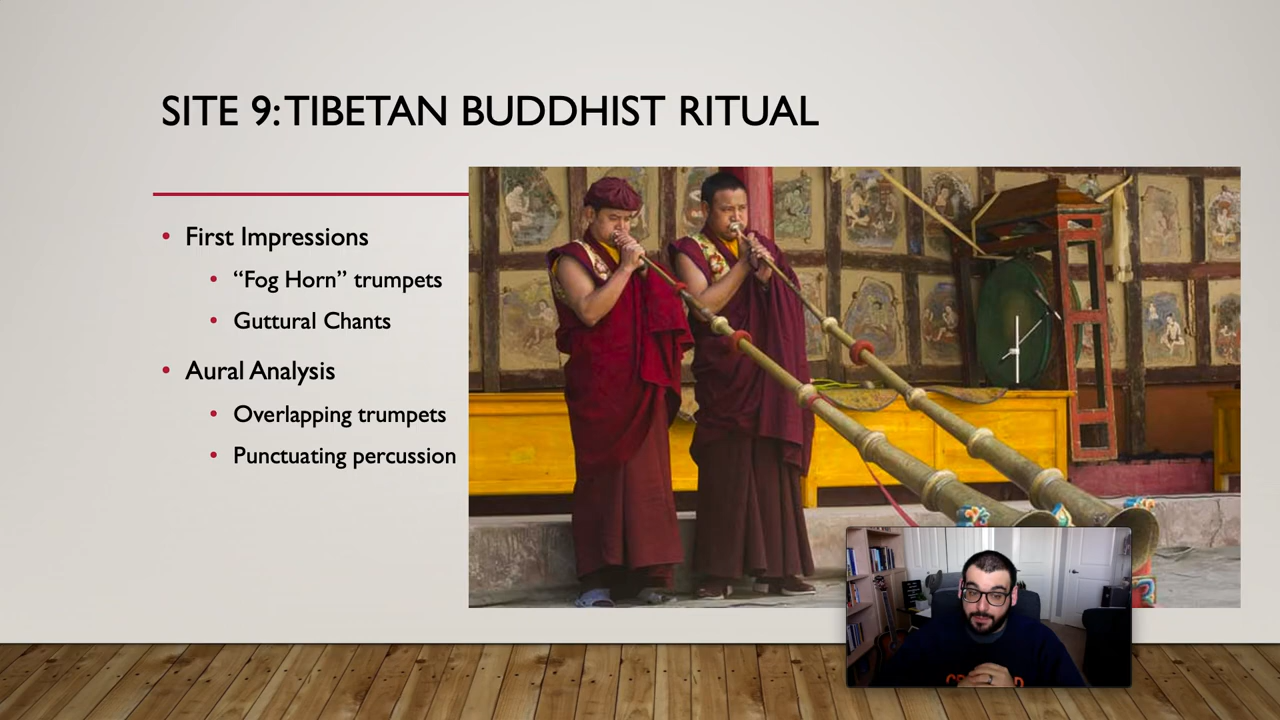 SITE 9: TIBETAN BUDDHIST RITUAL
• First Impressions
• “Fog Horn” trumpets
• Guttural Chants
• Aural Analysis
• Overlapping trumpets
• Punctuating percussion